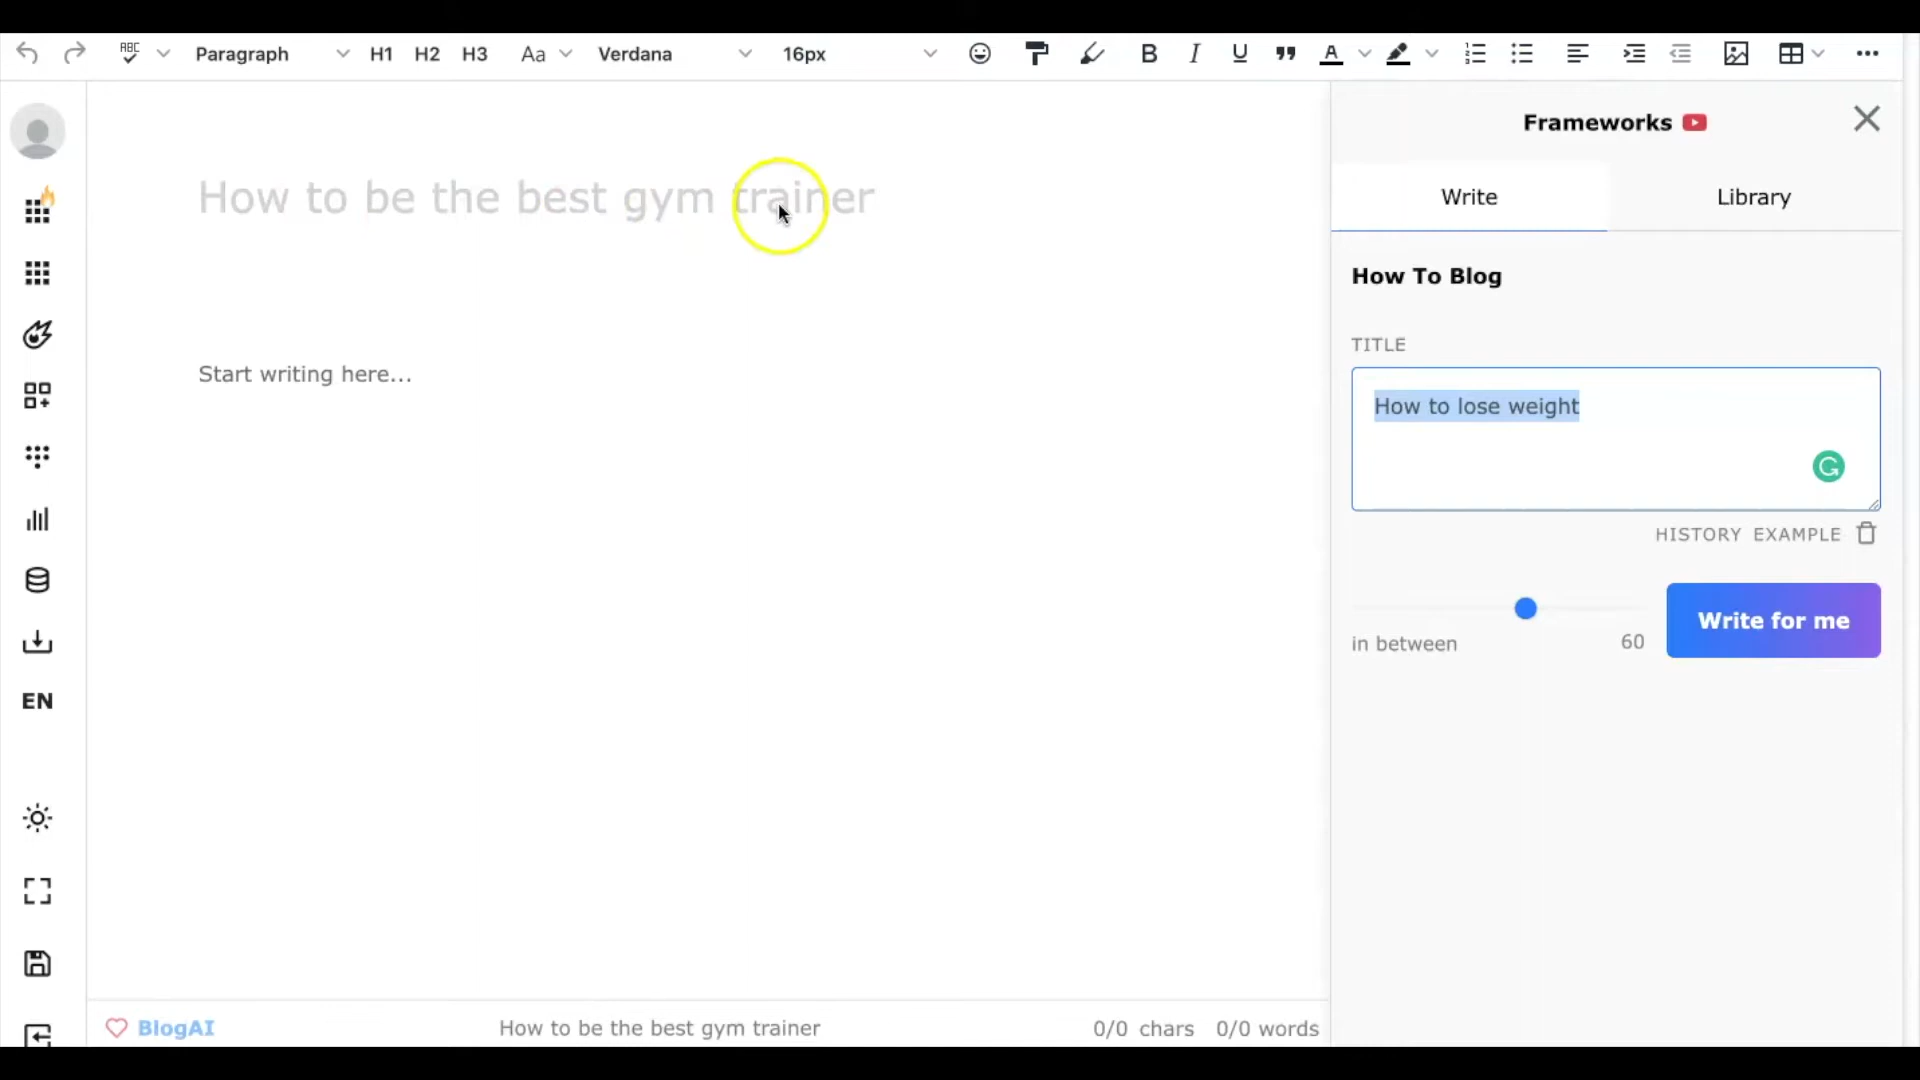 ABC Paragraph H1 H2 H3 Aa Verdana 16px B I U A
Frameworks
Write Library
How to be the best gym trainer
How To Blog
TITLE
Start writing here...
How to lose weight
HISTORY EXAMPLE
Write for me
in between 60
EN
BlogAI How to be the best gym trainer 0/0 chars 0/0 words